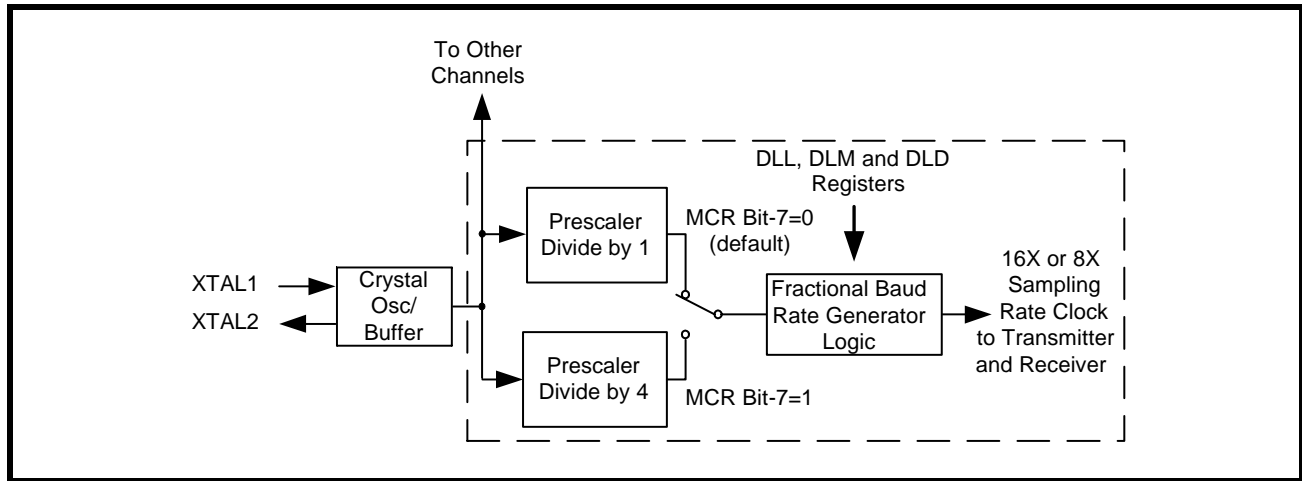 To Other
Channels
DLL, DLM and DLD
Registers
Prescaler
Divide by 1
MCR Bit-7=0
(default)
XTAL1
XTAL2
Crystal
Osc/
Buffer
Fractional Baud
Rate Generator
Logic
16X or 8X
Sampling
Rate Clock
to Transmitter
and Receiver
Prescaler
Divide by 4
MCR Bit-7=1